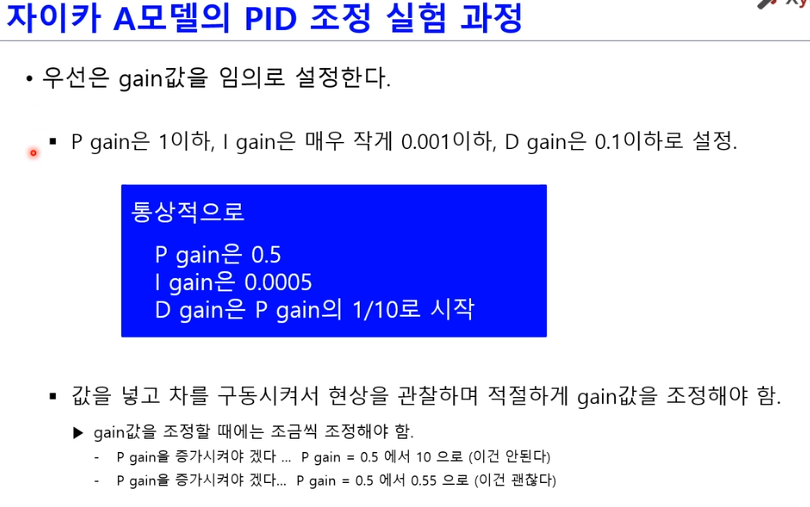 자이카 A모델의 PID 조정 실험 과정
• 우선은 gain값을 임의로 설정한다.
▪ P gain은 1이하, I gain은 매우 작게 0.001이하, D gain은 0.1이하로 설정.
통상적으로
P gain은 0.5
I gain은 0.0005
D gain은 P gain의 1/10로 시작
▪ 값을 넣고 차를 구동시켜서 현상을 관찰하며 적절하게 gain값을 조정해야 함.
▶ gain값을 조정할 때에는 조금씩 조정해야 함.
- P gain을 증가시켜야 겠다 ... P gain = 0.5 에서 10 으로 (이건 안된다)
- P gain을 증가시켜야 겠다... P gain = 0.5 에서 0.55 으로 (이건 괜찮다)